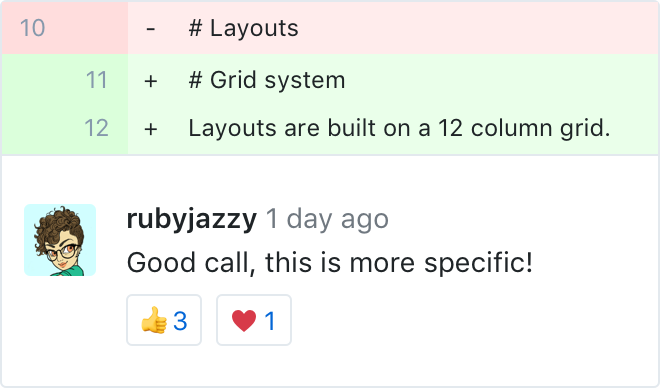 10 - # Layouts
11 + # Grid system
12 + Layouts are built on a 12 column grid.
rubyjazzy 1 day ago
Good call, this is more specific!
👍 3 ❤️ 1